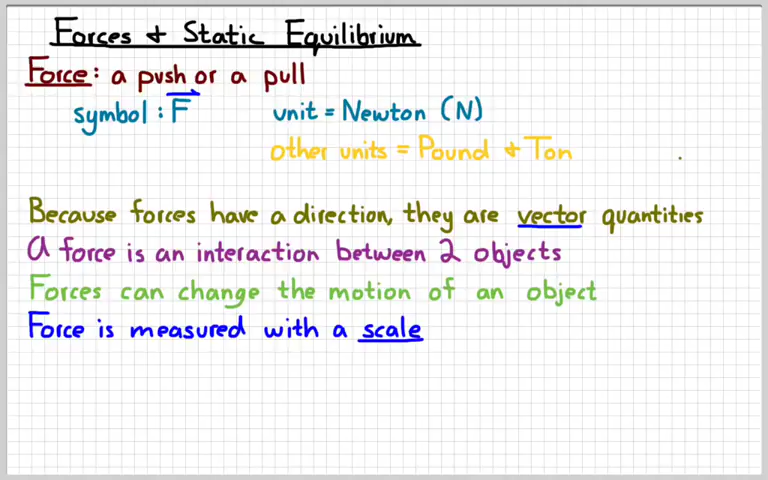 Forces & Static Equilibrium
Force: a push or a pull
symbol: F unit = Newton (N)
other units = Pound & Ton
Because forces have a direction, they are vector quantities
A force is an interaction between 2 objects
Forces can change the motion of an object
Force is measured with a scale